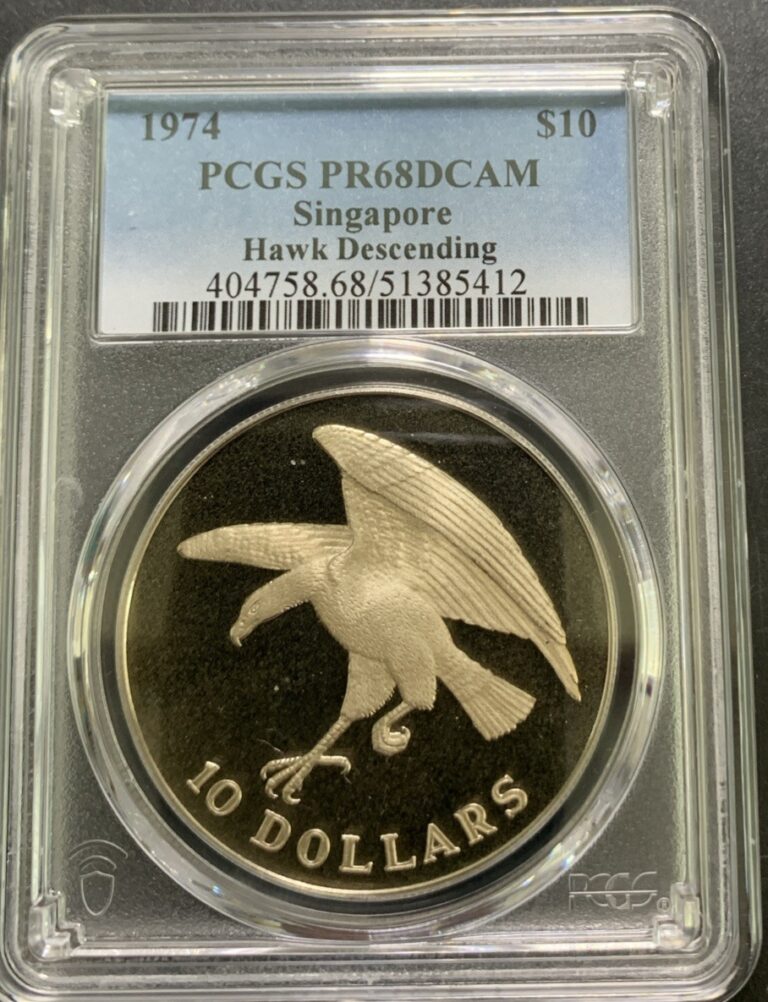 1974 $10
PCGS PR68DCAM
Singapore
Hawk Descending
404758.68/51385412
10 DOLLARS
PCGS®